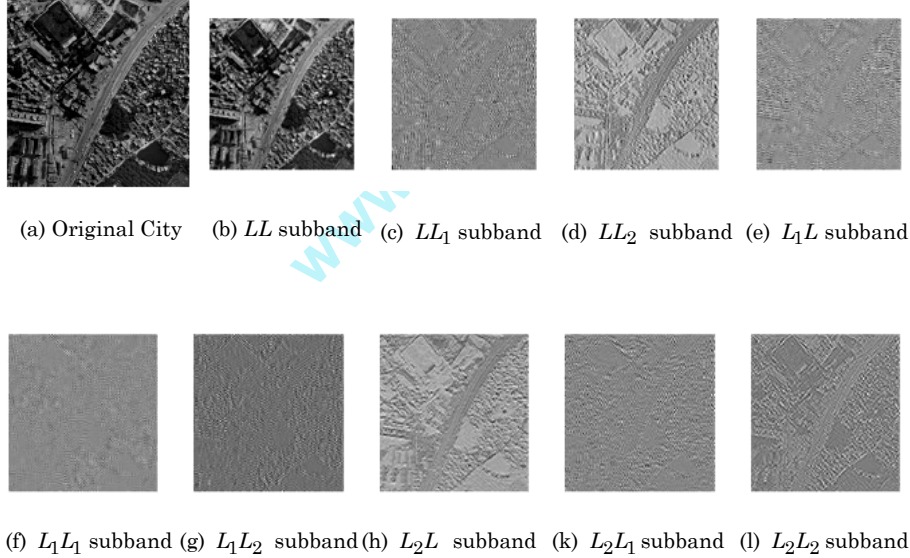 (a) Original City (b) LL subband (c) LL₁ subband (d) LL₂ subband (e) L₁L subband
www.
(f) L₁L₁ subband (g) L₁L₂ subband (h) L₂L subband (k) L₂L₁ subband (l) L₂L₂ subband